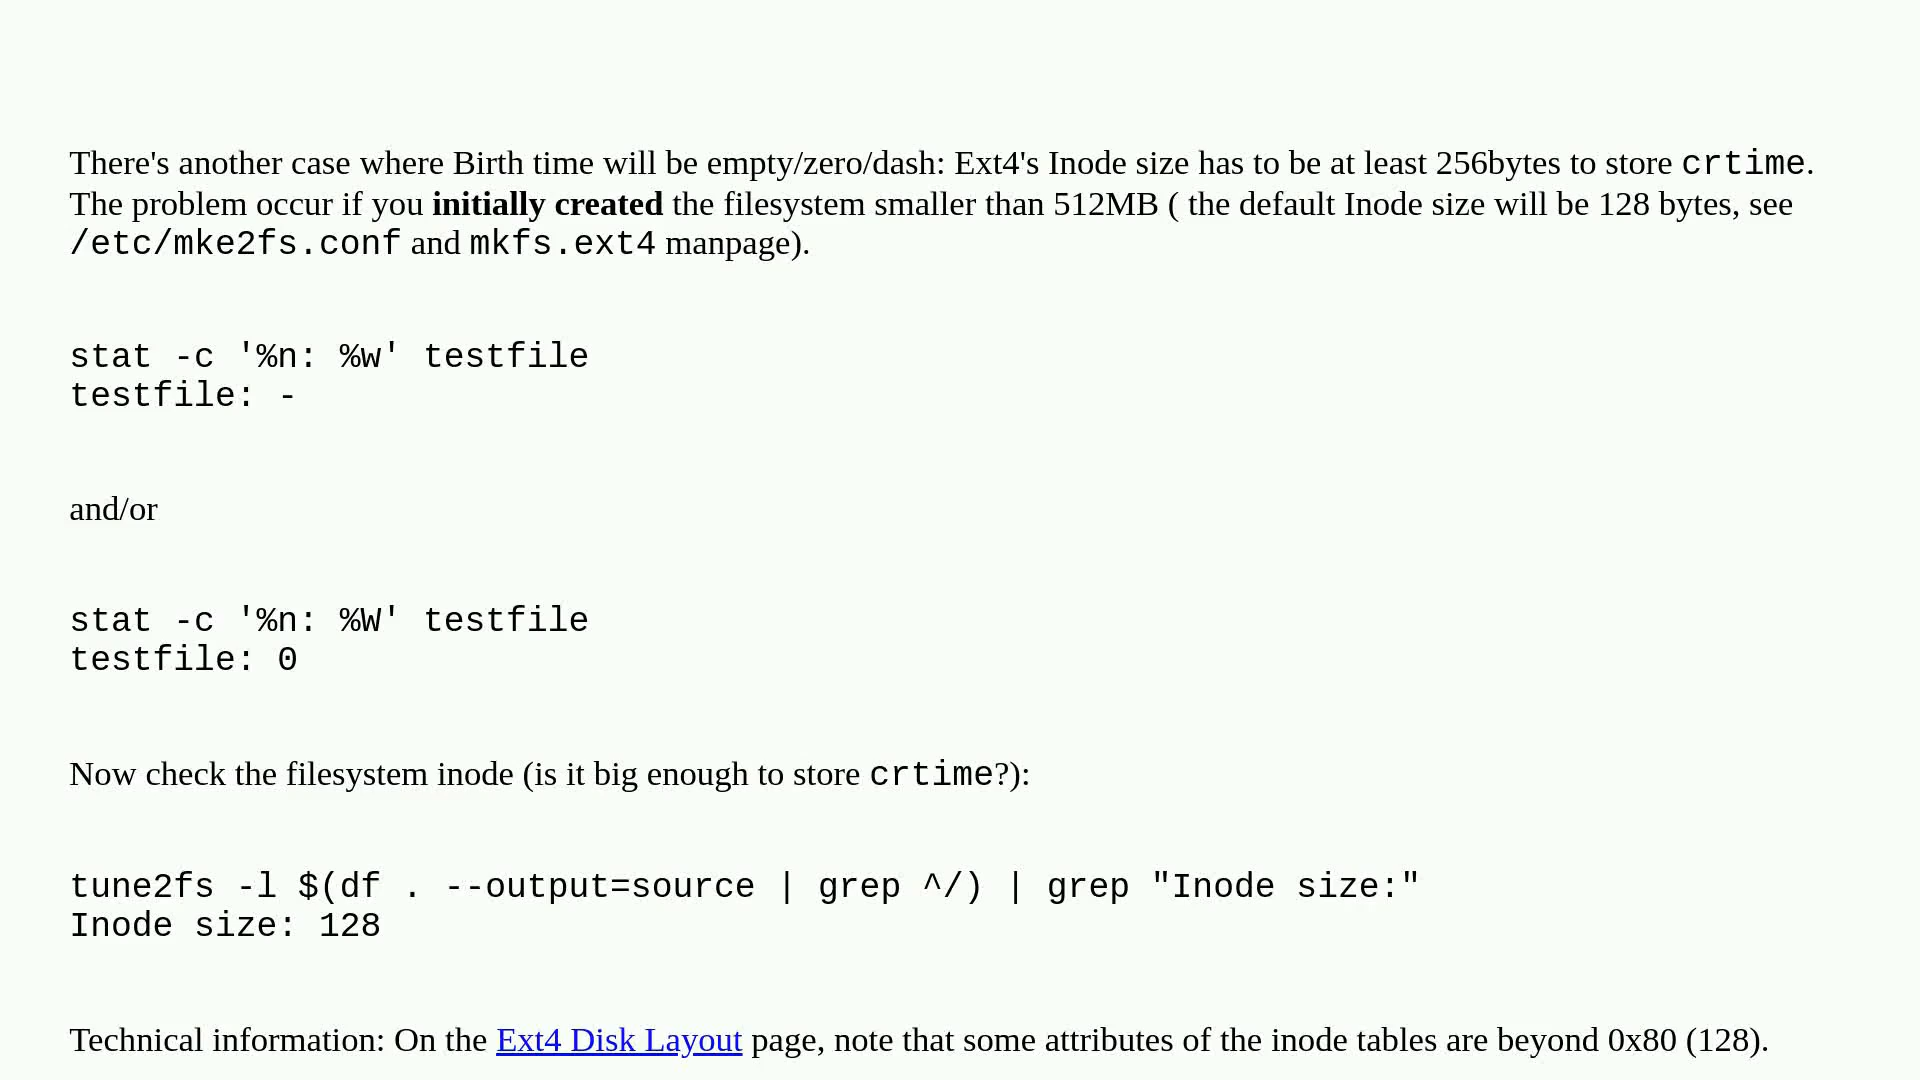 There's another case where Birth time will be empty/zero/dash: Ext4's Inode size has to be at least 256bytes to store crtime.
The problem occur if you initially created the filesystem smaller than 512MB ( the default Inode size will be 128 bytes, see
/etc/mke2fs.conf and mkfs.ext4 manpage).
stat -c '%n: %w' testfile
testfile: -
and/or
stat -c '%n: %W' testfile
testfile: 0
Now check the filesystem inode (is it big enough to store crtime?):
tune2fs -l $(df . --output=source | grep ^/) | grep "Inode size:"
Inode size: 128
Technical information: On the Ext4 Disk Layout page, note that some attributes of the inode tables are beyond 0x80 (128).